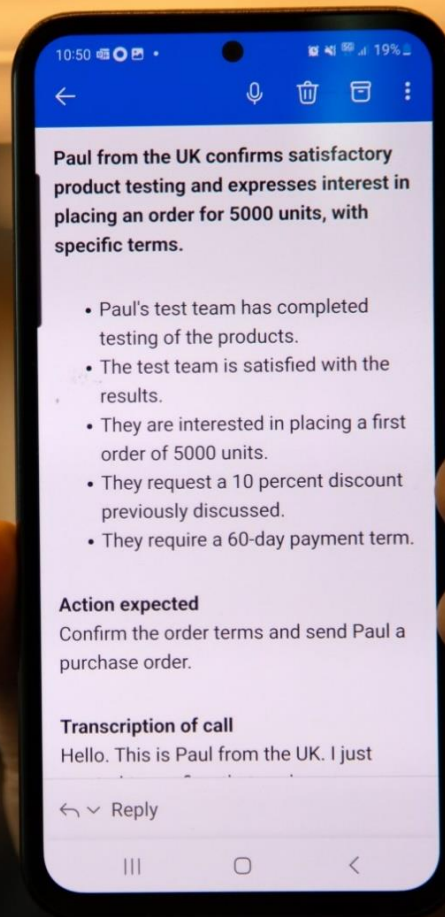 10:50
5G
19%
Paul from the UK confirms satisfactory
product testing and expresses interest in
placing an order for 5000 units, with
specific terms.
• Paul's test team has completed
testing of the products.
• The test team is satisfied with the
results.
• They are interested in placing a first
order of 5000 units.
• They request a 10 percent discount
previously discussed.
• They require a 60-day payment term.
Action expected
Confirm the order terms and send Paul a
purchase order.
Transcription of call
Hello. This is Paul from the UK. I just
Reply